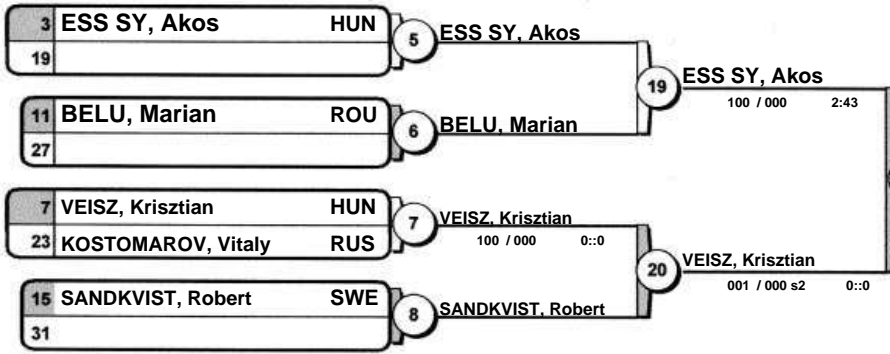 3 ESS SY, Akos HUN
19
5 ESS SY, Akos
11 BELU, Marian ROU
27
6 BELU, Marian
19 ESS SY, Akos
100 / 000 2:43
7 VEISZ, Krisztian HUN
23 KOSTOMAROV, Vitaly RUS
7 VEISZ, Krisztian
100 / 000 0::0
15 SANDKVIST, Robert SWE
31
8 SANDKVIST, Robert
20 VEISZ, Krisztian
001 / 000 s2 0::0